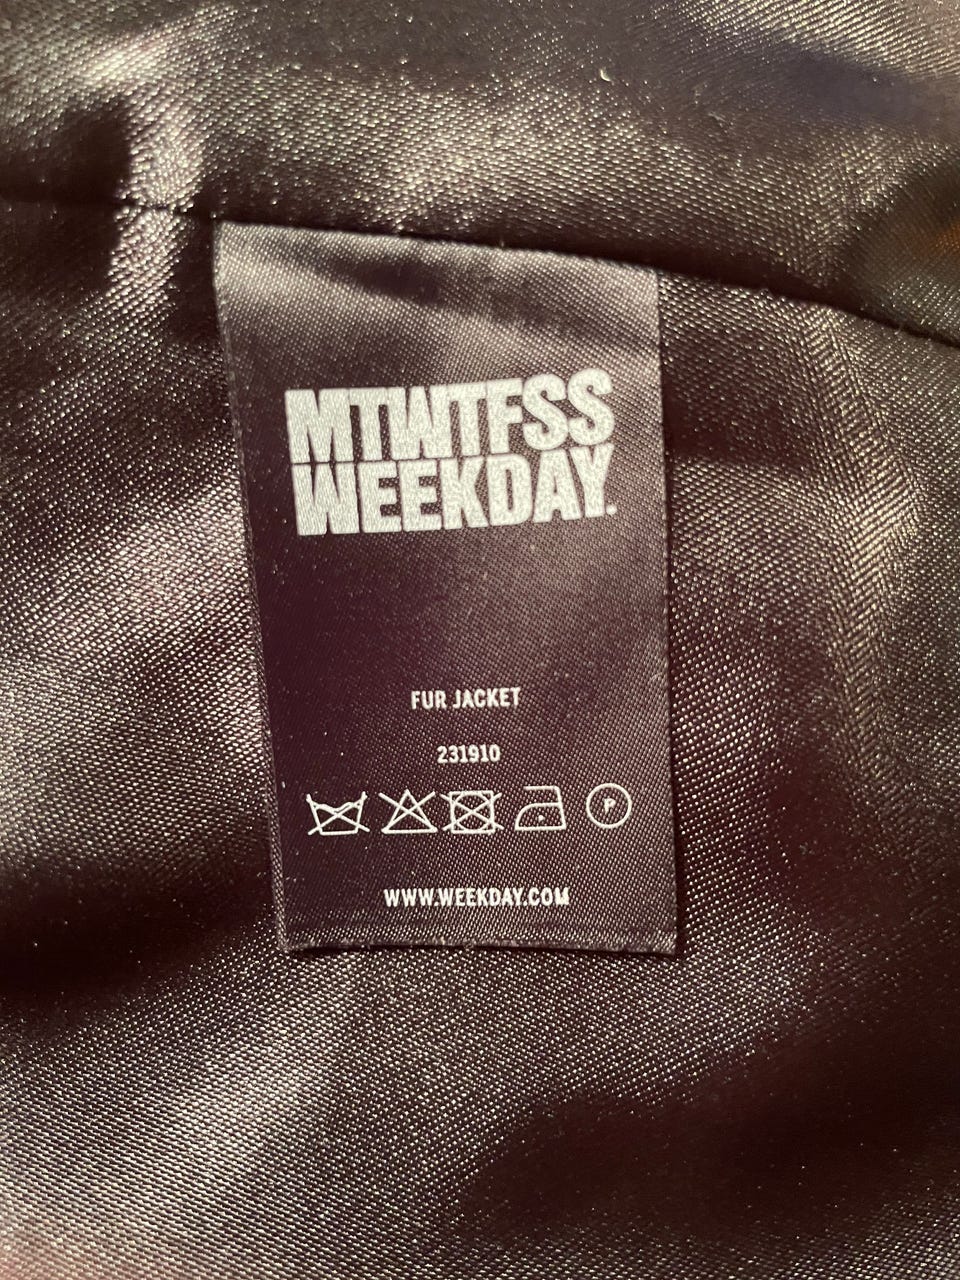 MTWTFSS
WEEKDAY.
FUR JACKET
231910
P
WWW.WEEKDAY.COM